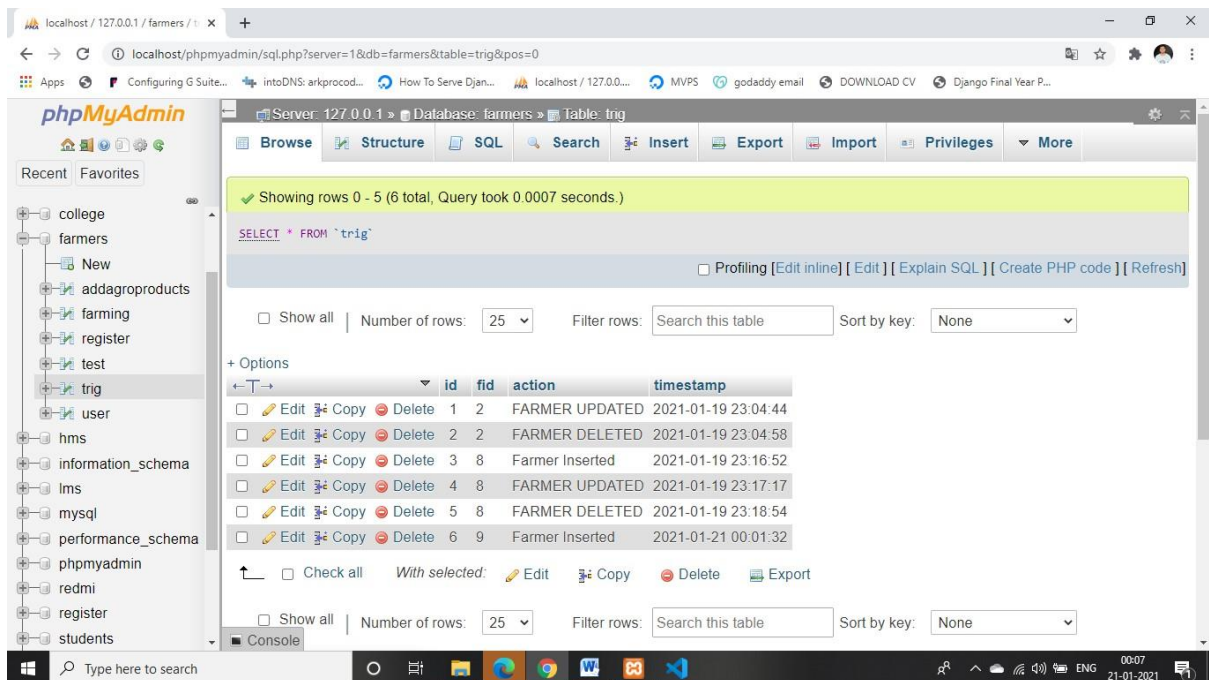 localhost / 127.0.0.1 / farmers / t
localhost/phpmyadmin/sql.php?server=1&db=farmers&table=trig&pos=0
Apps Configuring G Suite... intoDNS: arkprocod... How To Serve Djan... localhost / 127.0.0.... MVPS godaddy email DOWNLOAD CV Django Final Year P...
phpMyAdmin
Recent Favorites
college
farmers
New
addagroproducts
farming
register
test
trig
user
hms
information_schema
lms
mysql
performance_schema
phpmyadmin
redmi
register
students
Server: 127.0.0.1 » Database: farmers » Table: trig
Browse Structure SQL Search Insert Export Import Privileges More
Showing rows 0 - 5 (6 total, Query took 0.0007 seconds.)
SELECT * FROM `trig`
Profiling [Edit inline] [ Edit ] [ Explain SQL ] [ Create PHP code ] [ Refresh]
Show all | Number of rows: 25 Filter rows: Search this table Sort by key: None
+ Options
←T→ id fid action timestamp
Edit Copy Delete 1 2 FARMER UPDATED 2021-01-19 23:04:44
Edit Copy Delete 2 2 FARMER DELETED 2021-01-19 23:04:58
Edit Copy Delete 3 8 Farmer Inserted 2021-01-19 23:16:52
Edit Copy Delete 4 8 FARMER UPDATED 2021-01-19 23:17:17
Edit Copy Delete 5 8 FARMER DELETED 2021-01-19 23:18:54
Edit Copy Delete 6 9 Farmer Inserted 2021-01-21 00:01:32
Check all With selected: Edit Copy Delete Export
Show all | Number of rows: 25 Filter rows: Search this table Sort by key: None
Console
Type here to search
ENG
00:07
21-01-2021